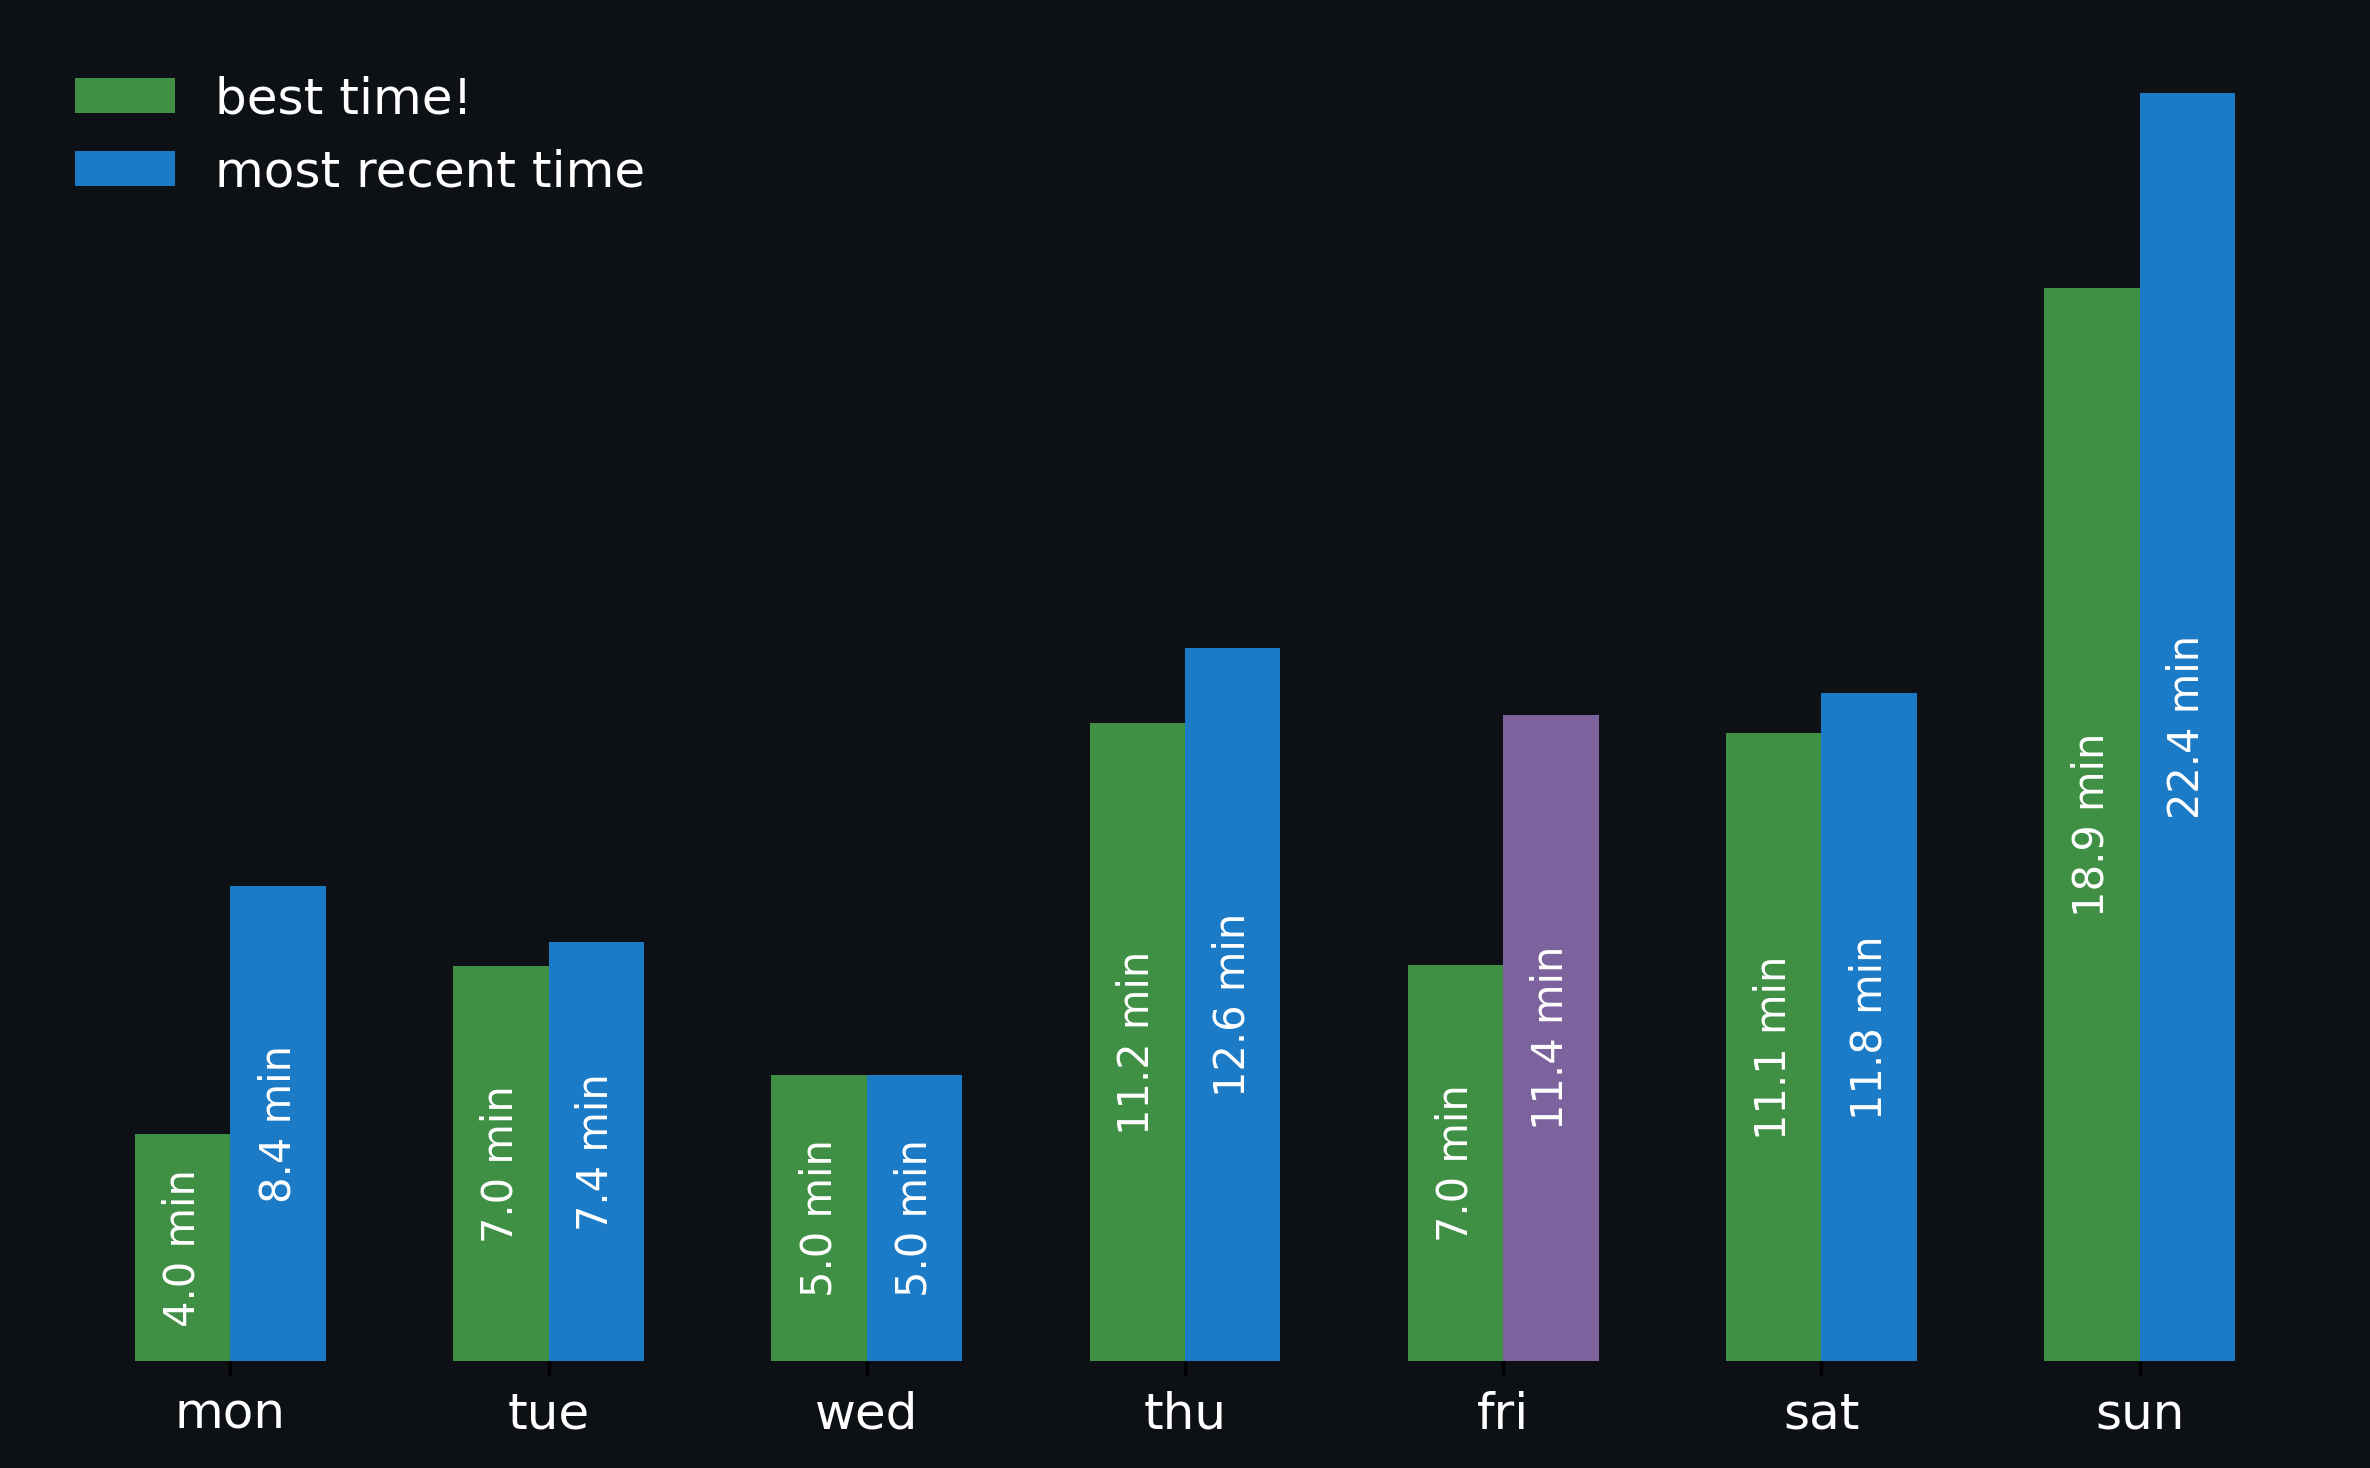 best time!
most recent time
4.0 min
8.4 min
7.0 min
7.4 min
5.0 min
5.0 min
11.2 min
12.6 min
7.0 min
11.4 min
11.1 min
11.8 min
18.9 min
22.4 min
mon
tue
wed
thu
fri
sat
sun